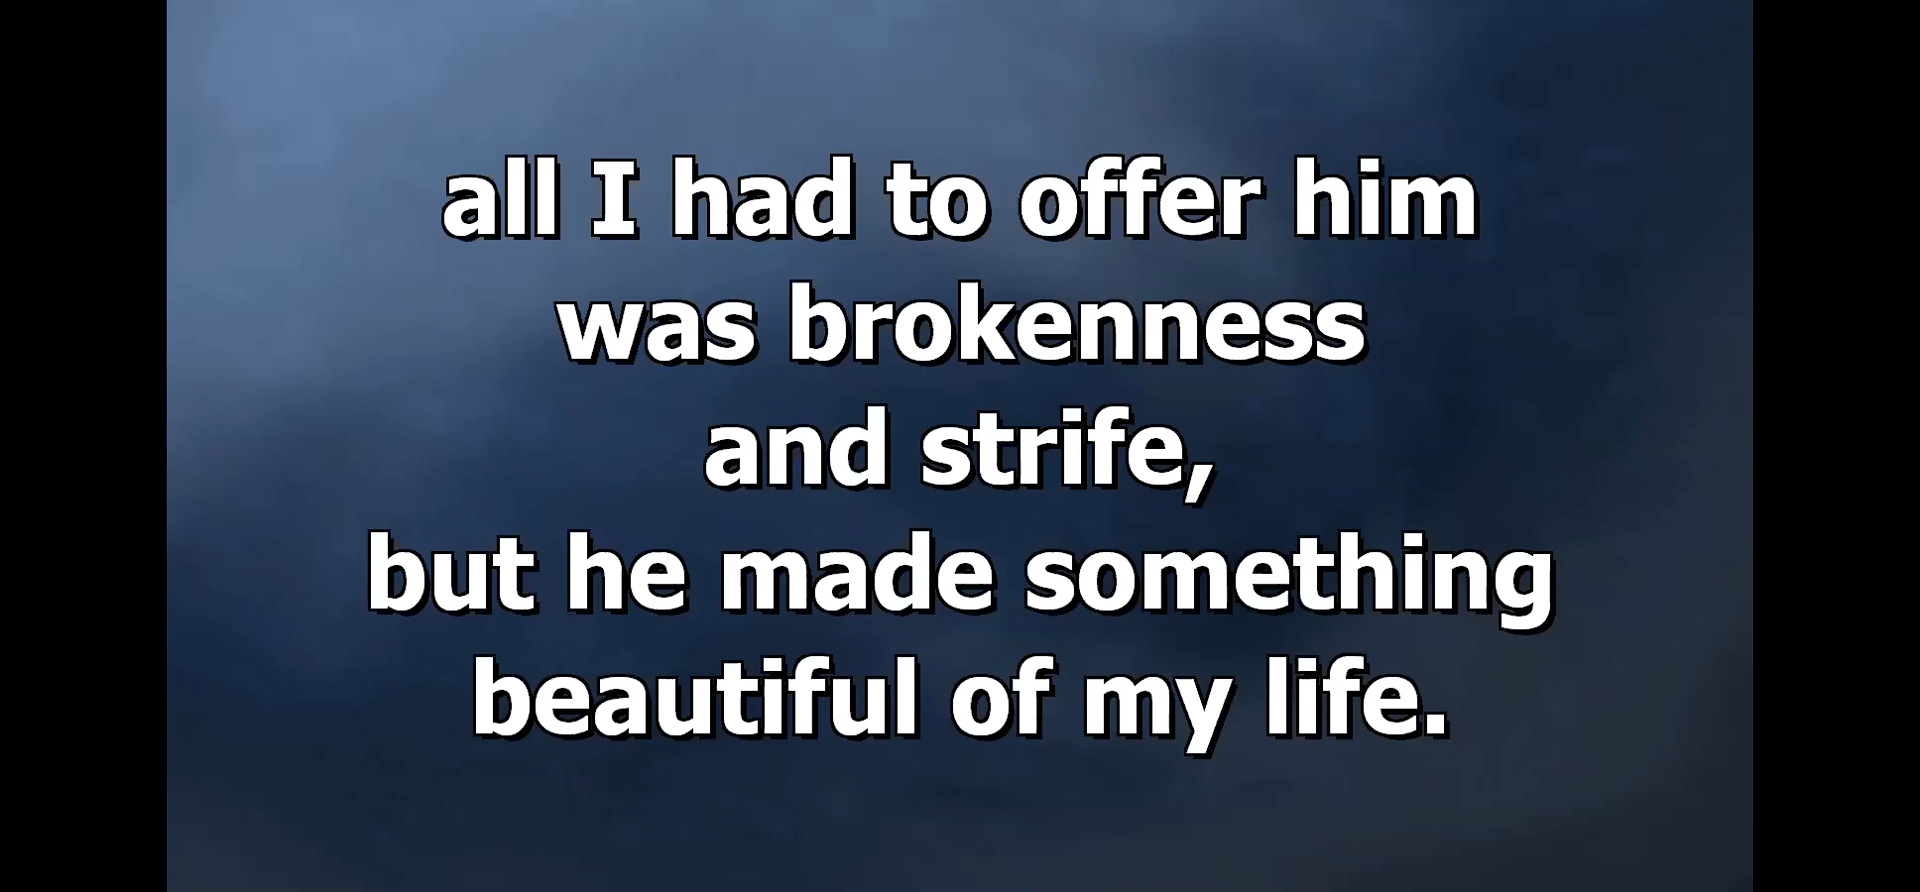 all I had to offer him
was brokenness
and strife,
but he made something
beautiful of my life.